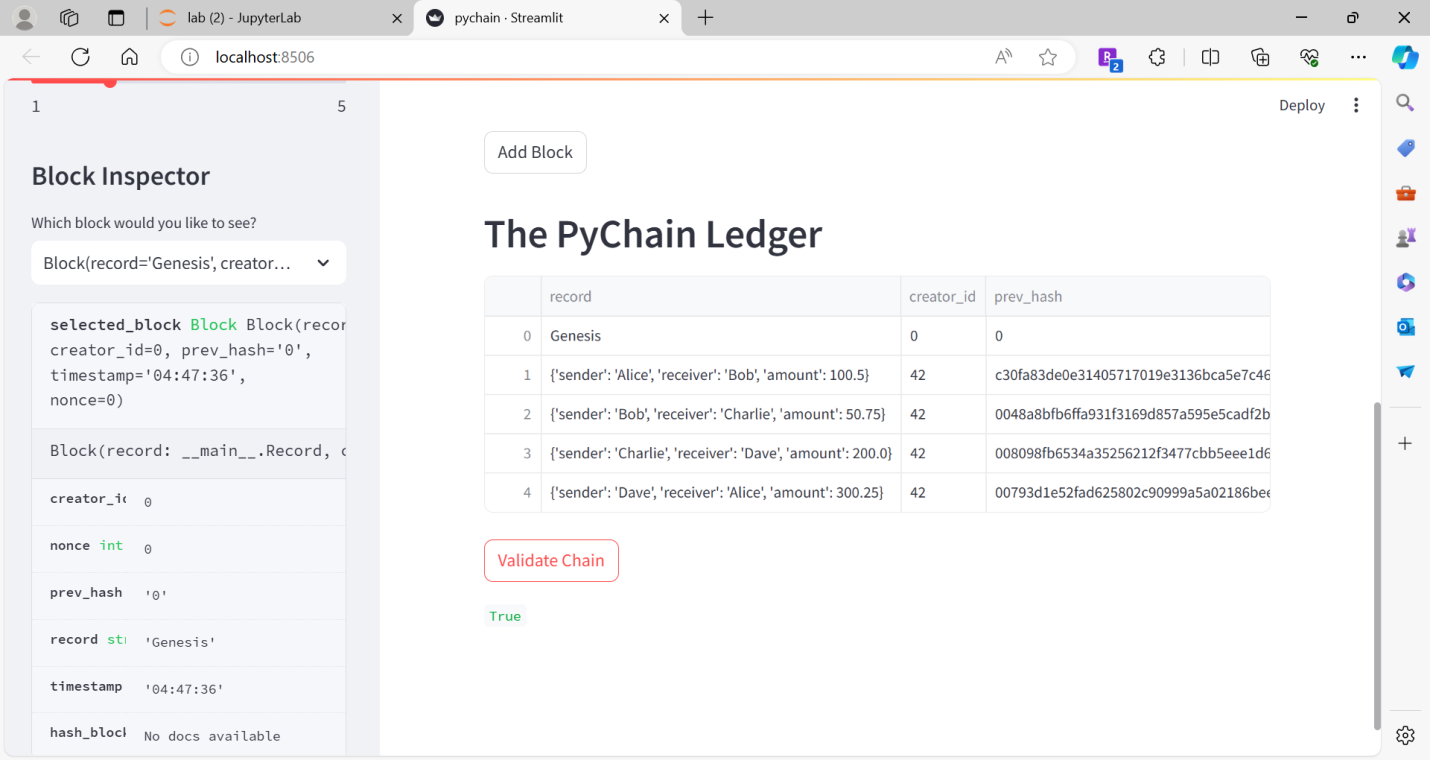 lab (2) - JupyterLab
pychain · Streamlit
localhost:8506
2
1 5
Block Inspector
Which block would you like to see?
Block(record='Genesis', creator…
selected_block Block Block(recor
creator_id=0, prev_hash='0',
timestamp='04:47:36',
nonce=0)
Block(record: __main__.Record, c
creator_id 0
nonce int 0
prev_hash '0'
record str 'Genesis'
timestamp '04:47:36'
hash_block No docs available
Deploy
Add Block
The PyChain Ledger
record creator_id prev_hash
0 Genesis 0 0
1 {'sender': 'Alice', 'receiver': 'Bob', 'amount': 100.5} 42 c30fa83de0e31405717019e3136bca5e7c46
2 {'sender': 'Bob', 'receiver': 'Charlie', 'amount': 50.75} 42 0048a8bfb6ffa931f3169d857a595e5cadf2b
3 {'sender': 'Charlie', 'receiver': 'Dave', 'amount': 200.0} 42 008098fb6534a35256212f3477cbb5eee1d6
4 {'sender': 'Dave', 'receiver': 'Alice', 'amount': 300.25} 42 00793d1e52fad625802c90999a5a02186bee
Validate Chain
True